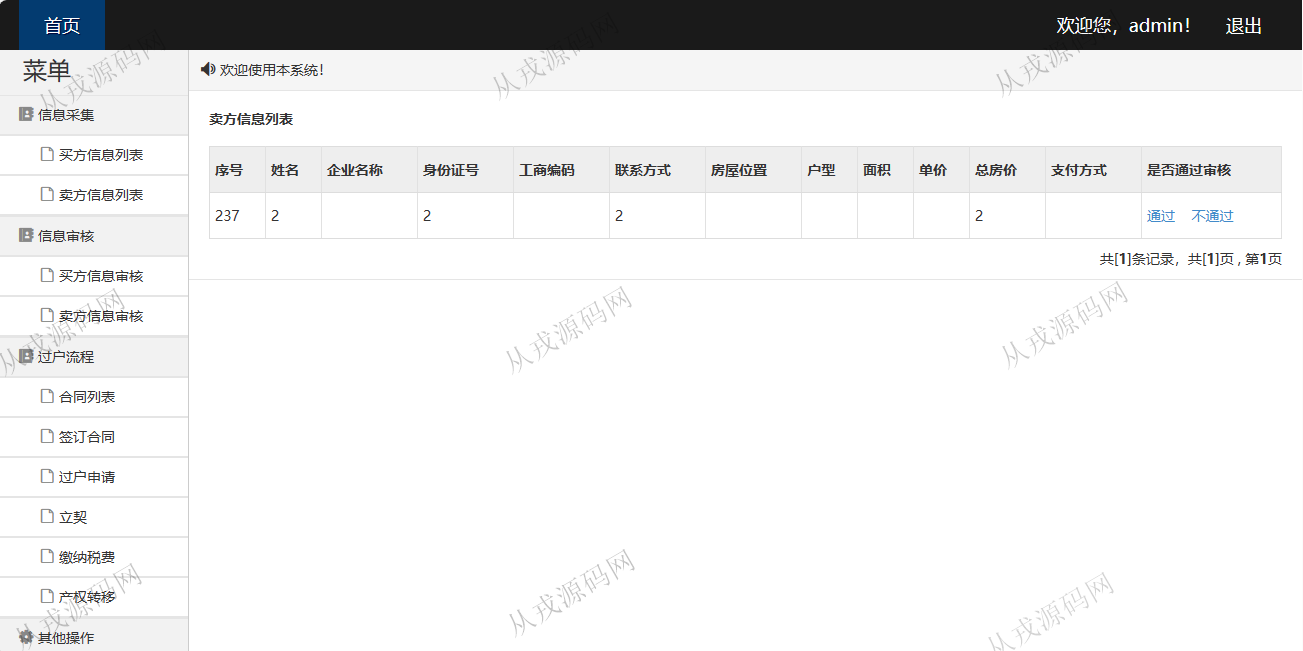 首页
欢迎您，admin！ 退出
菜单
欢迎使用本系统！
信息采集
买方信息列表
卖方信息列表
信息审核
买方信息审核
卖方信息审核
过户流程
合同列表
签订合同
过户申请
立契
缴纳税费
产权转移
其他操作
卖方信息列表
序号 姓名 企业名称 身份证号 工商编码 联系方式 房屋位置 户型 面积 单价 总房价 支付方式 是否通过审核
237 2 2 2 2 通过 不通过
共[1]条记录，共[1]页 , 第1页
从戎源码网
从戎源码网
从戎源码网
从戎源码网
从戎源码网
从戎源码网
从戎源码网
从戎源码网
从戎源码网